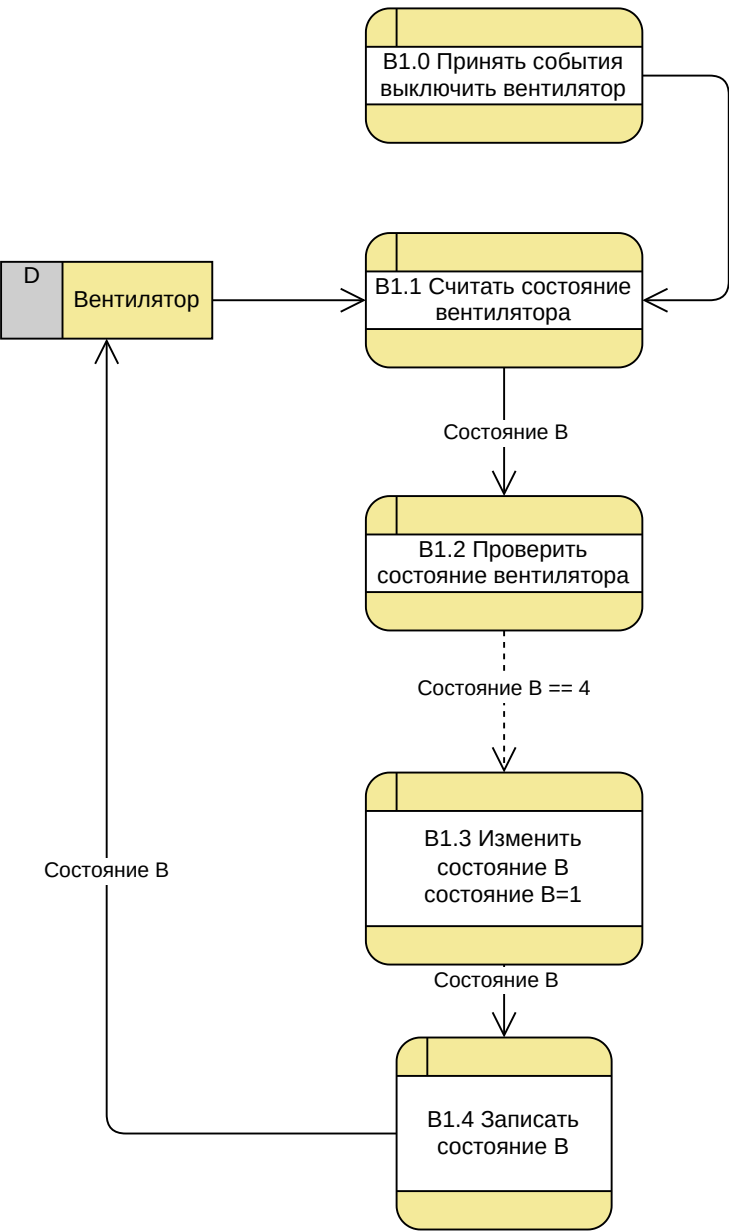 В1.0 Принять события
выключить вентилятор
D
Вентилятор
В1.1 Считать состояние
вентилятора
Состояние В
В1.2 Проверить
состояние вентилятора
Состояние В == 4
В1.3 Изменить
состояние В
состояние В=1
Состояние В
Состояние В
В1.4 Записать
состояние В